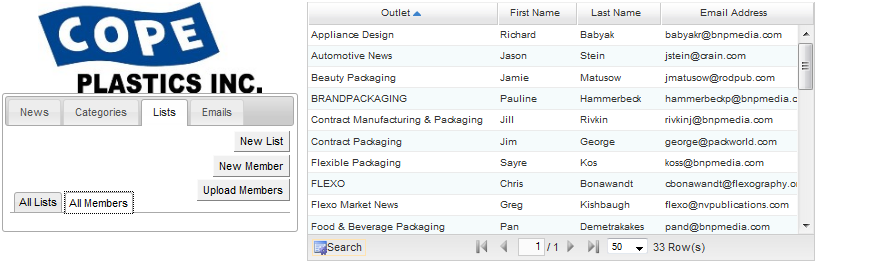 COPE
PLASTICS INC.
News Categories Lists Emails
New List
New Member
Upload Members
All Lists All Members
Outlet First Name Last Name Email Address
Appliance Design Richard Babyak babyakr@bnpmedia.com
Automotive News Jason Stein jstein@crain.com
Beauty Packaging Jamie Matusow jmatusow@rodpub.com
BRANDPACKAGING Pauline Hammerbeck hammerbeckp@bnpmedia.c
Contract Manufacturing & Packaging Jill Rivkin rivkinj@bnpmedia.com
Contract Packaging Jim George george@packworld.com
Flexible Packaging Sayre Kos koss@bnpmedia.com
FLEXO Chris Bonawandt cbonawandt@flexography.o
Flexo Market News Greg Kishbaugh flexo@nvpublications.com
Food & Beverage Packaging Pan Demetrakakes pand@bnpmedia.com
Search 1 / 1 50 33 Row(s)